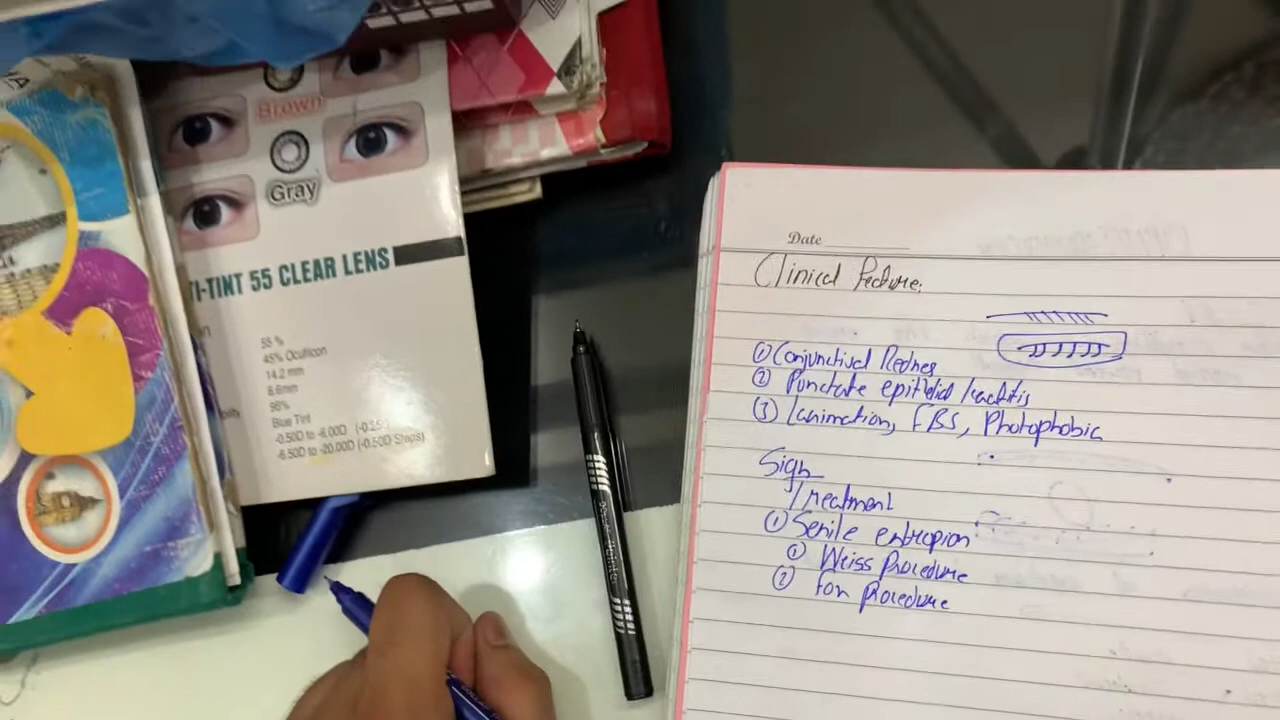 Brown
Gray
TI-TINT 55 CLEAR LENS
55 %
45% Ocufilcon
14.2 mm
8.6mm
96%
Blue Tint
-0.50D to -6.00D (-0.25
-6.50D to -20.00D (-0.50D Steps)
Date
Clinical Feature:
① Conjunctival Rednes
② Punctate epithelial keratitis
③ Lacrimation, FBS, Photophobia
Sign
Treatment
① Senile entropion
① Weiss Procedure
② Fox procedure